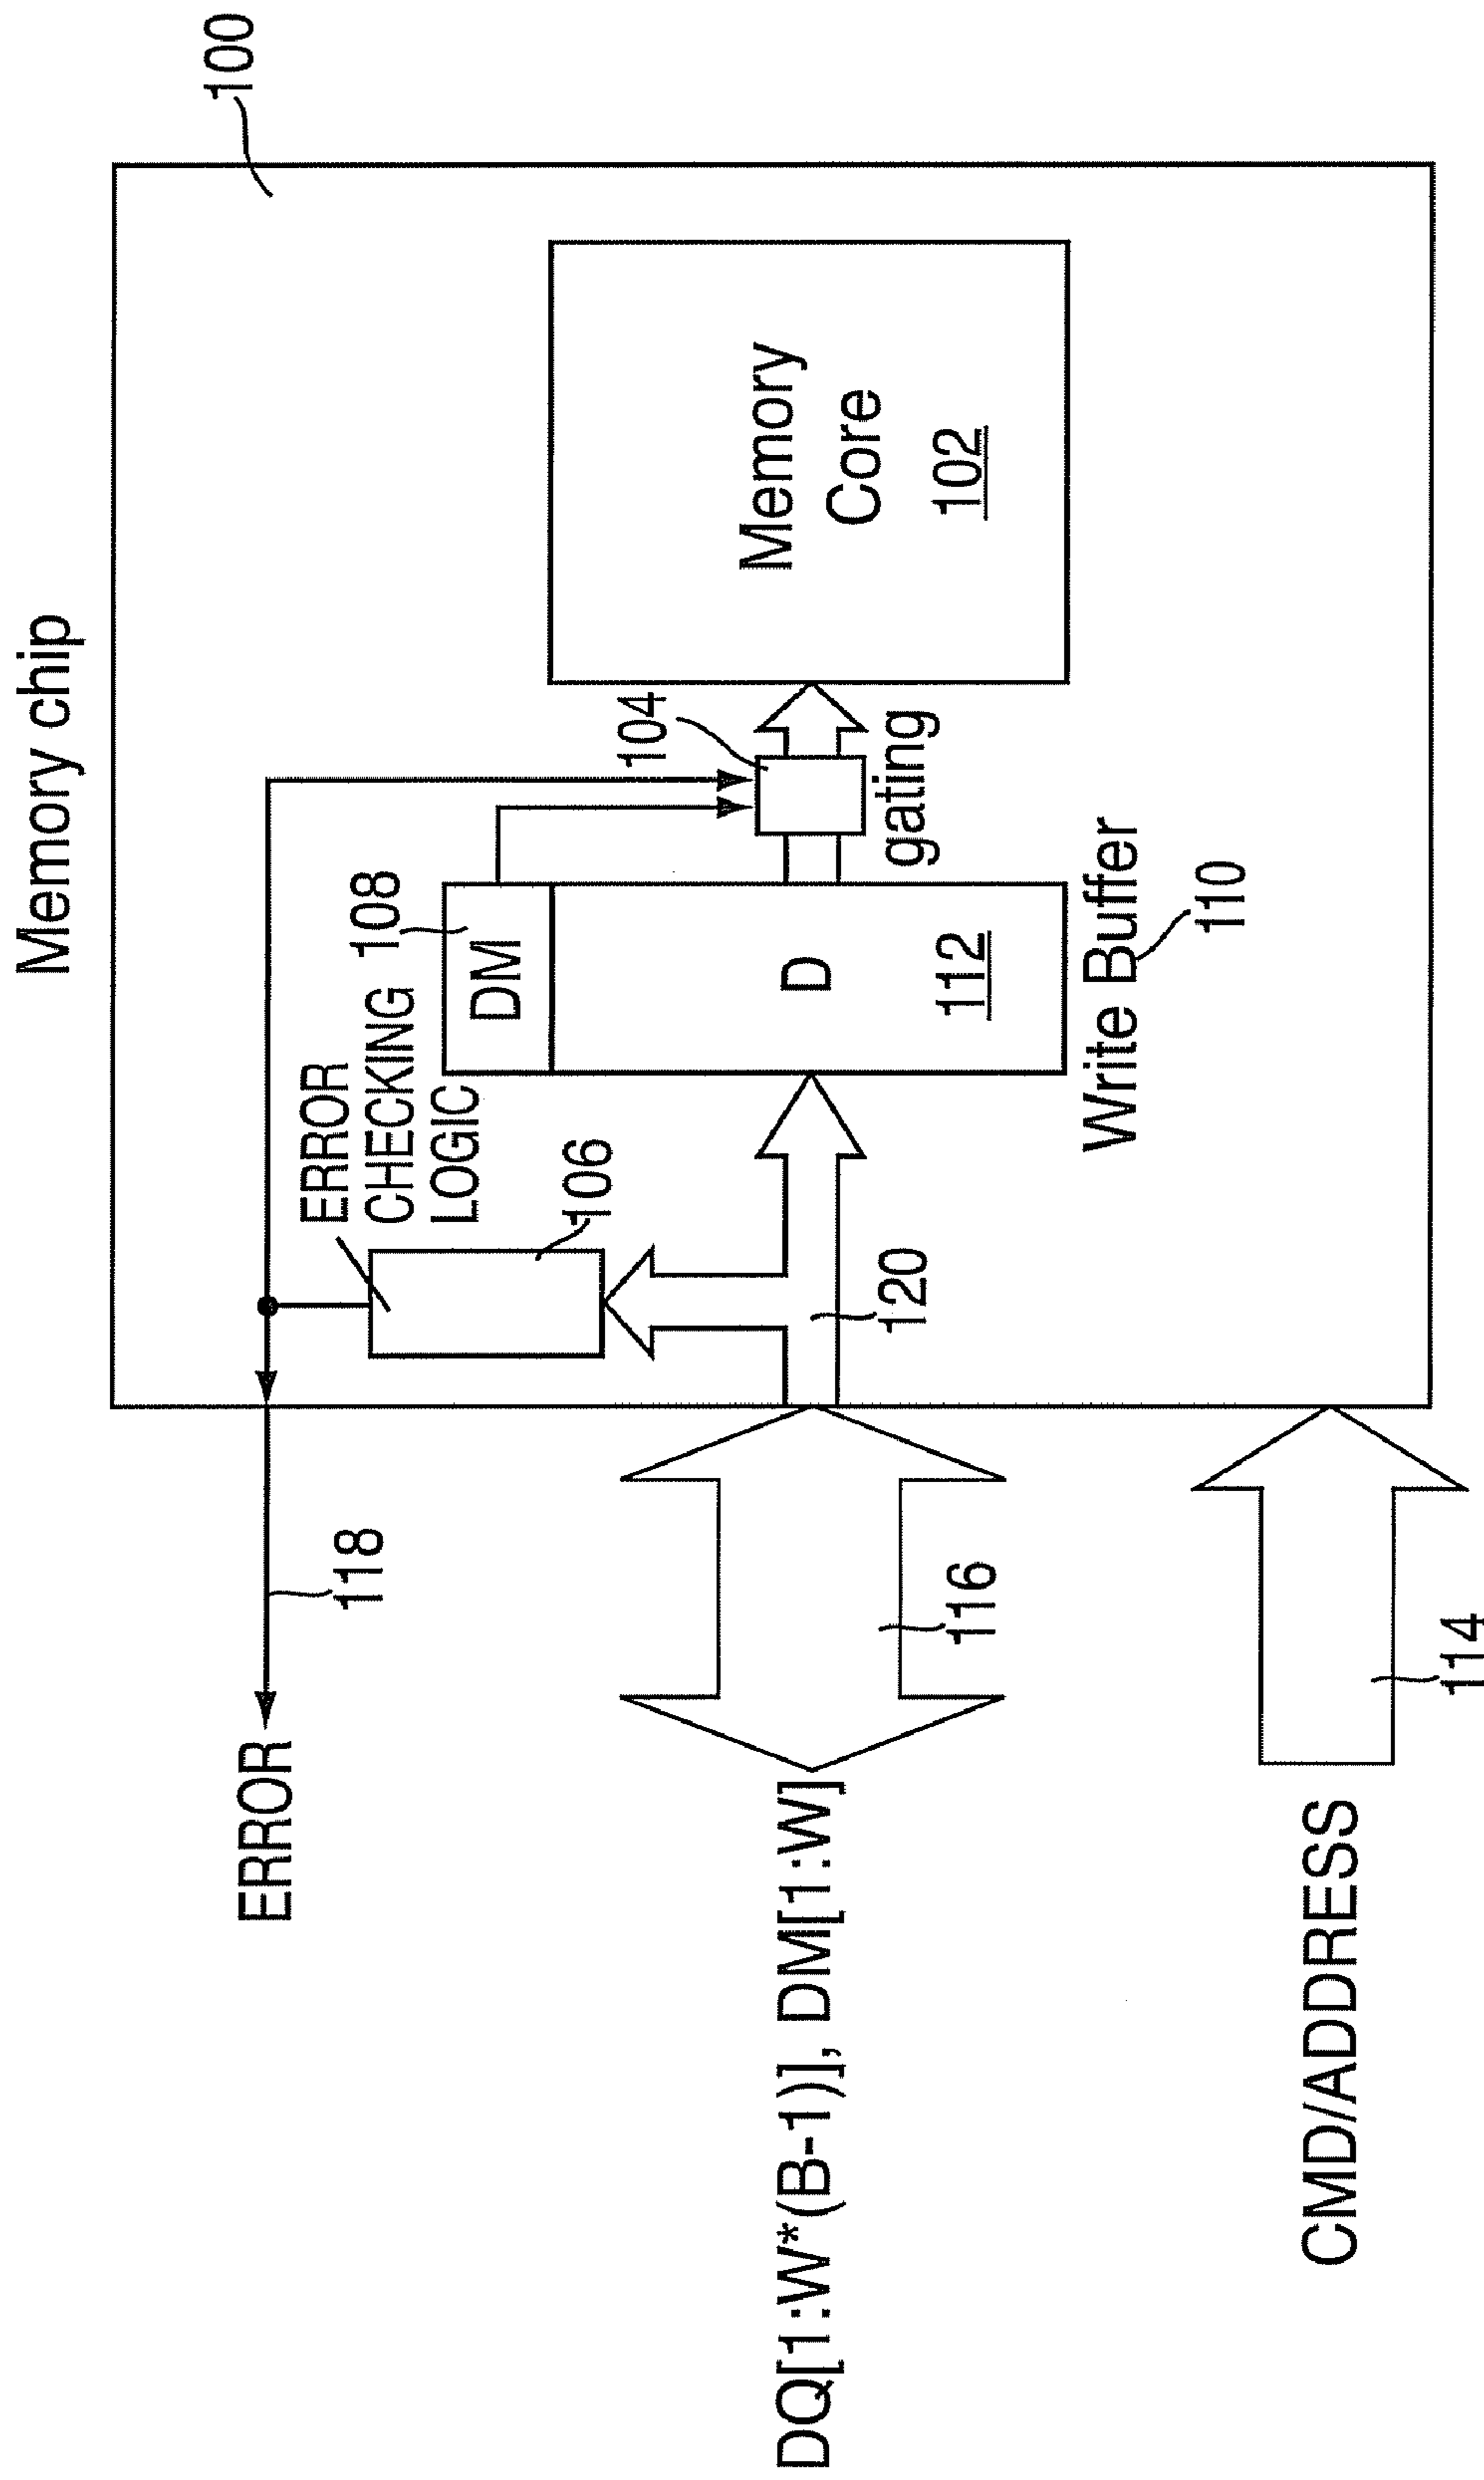 Memory chip
100
ERROR
118
ERROR
CHECKING
LOGIC
106
108
DM
104
D
112
gating
Memory
Core
102
DQ[1:W*(B-1)], DM[1:W]
116
120
Write Buffer
110
CMD/ADDRESS
114